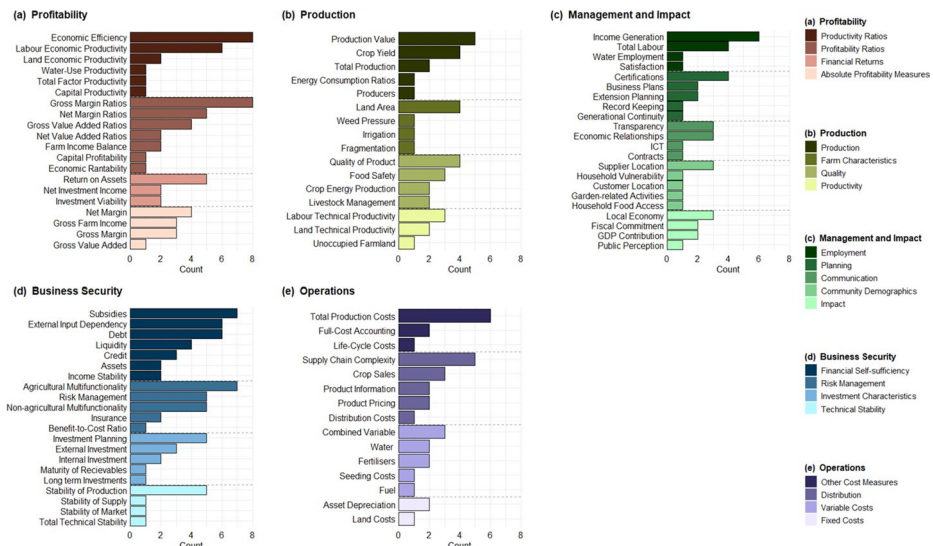 (a) Profitability
Economic Efficiency
Labour Economic Productivity
Land Economic Productivity
Water-Use Productivity
Total Factor Productivity
Capital Productivity
Gross Margin Ratios
Net Margin Ratios
Gross Value Added Ratios
Net Value Added Ratios
Farm Income Balance
Capital Profitability
Economic Rantability
Return on Assets
Net Investment Income
Investment Viability
Net Margin
Gross Farm Income
Gross Margin
Gross Value Added
0 2 4 6 8
Count
(b) Production
Production Value
Crop Yield
Total Production
Energy Consumption Ratios
Producers
Land Area
Weed Pressure
Irrigation
Fragmentation
Quality of Product
Food Safety
Crop Energy Production
Livestock Management
Labour Technical Productivity
Land Technical Productivity
Unoccupied Farmland
0 2 4 6 8
Count
(c) Management and Impact
Income Generation
Total Labour
Water Employment
Satisfaction
Certifications
Business Plans
Extension Planning
Record Keeping
Generational Continuity
Transparency
Economic Relationships
ICT
Contracts
Supplier Location
Household Vulnerability
Customer Location
Garden-related Activities
Household Food Access
Local Economy
Fiscal Commitment
GDP Contribution
Public Perception
0 2 4 6 8
Count
(a) Profitability
Productivity Ratios
Profitability Ratios
Financial Returns
Absolute Profitability Measures
(b) Production
Production
Farm Characteristics
Quality
Productivity
(c) Management and Impact
Employment
Planning
Communication
Community Demographics
Impact
(d) Business Security
Subsidies
External Input Dependency
Debt
Liquidity
Credit
Assets
Income Stability
Agricultural Multifunctionality
Risk Management
Non-agricultural Multifunctionality
Insurance
Benefit-to-Cost Ratio
Investment Planning
External Investment
Internal Investment
Maturity of Recievables
Long term Investments
Stability of Production
Stability of Supply
Stability of Market
Total Technical Stability
0 2 4 6 8
Count
(e) Operations
Total Production Costs
Full-Cost Accounting
Life-Cycle Costs
Supply Chain Complexity
Crop Sales
Product Information
Product Pricing
Distribution Costs
Combined Variable
Water
Fertilisers
Seeding Costs
Fuel
Asset Depreciation
Land Costs
0 2 4 6 8
Count
(d) Business Security
Financial Self-sufficiency
Risk Management
Investment Characteristics
Technical Stability
(e) Operations
Other Cost Measures
Distribution
Variable Costs
Fixed Costs